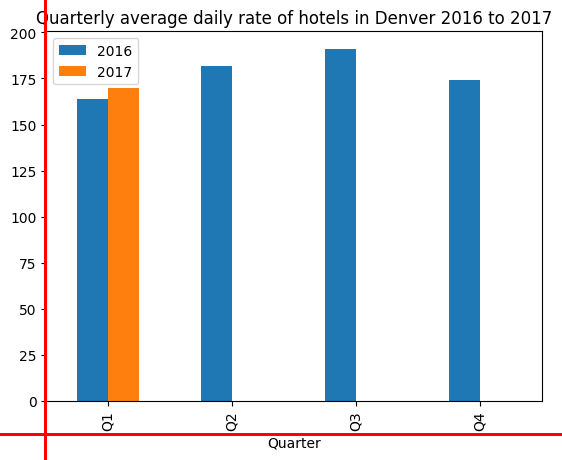 Quarterly average daily rate of hotels in Denver 2016 to 2017
200
175
150
125
100
75
50
25
0
2016
2017
Q1
Q2
Q3
Q4
Quarter